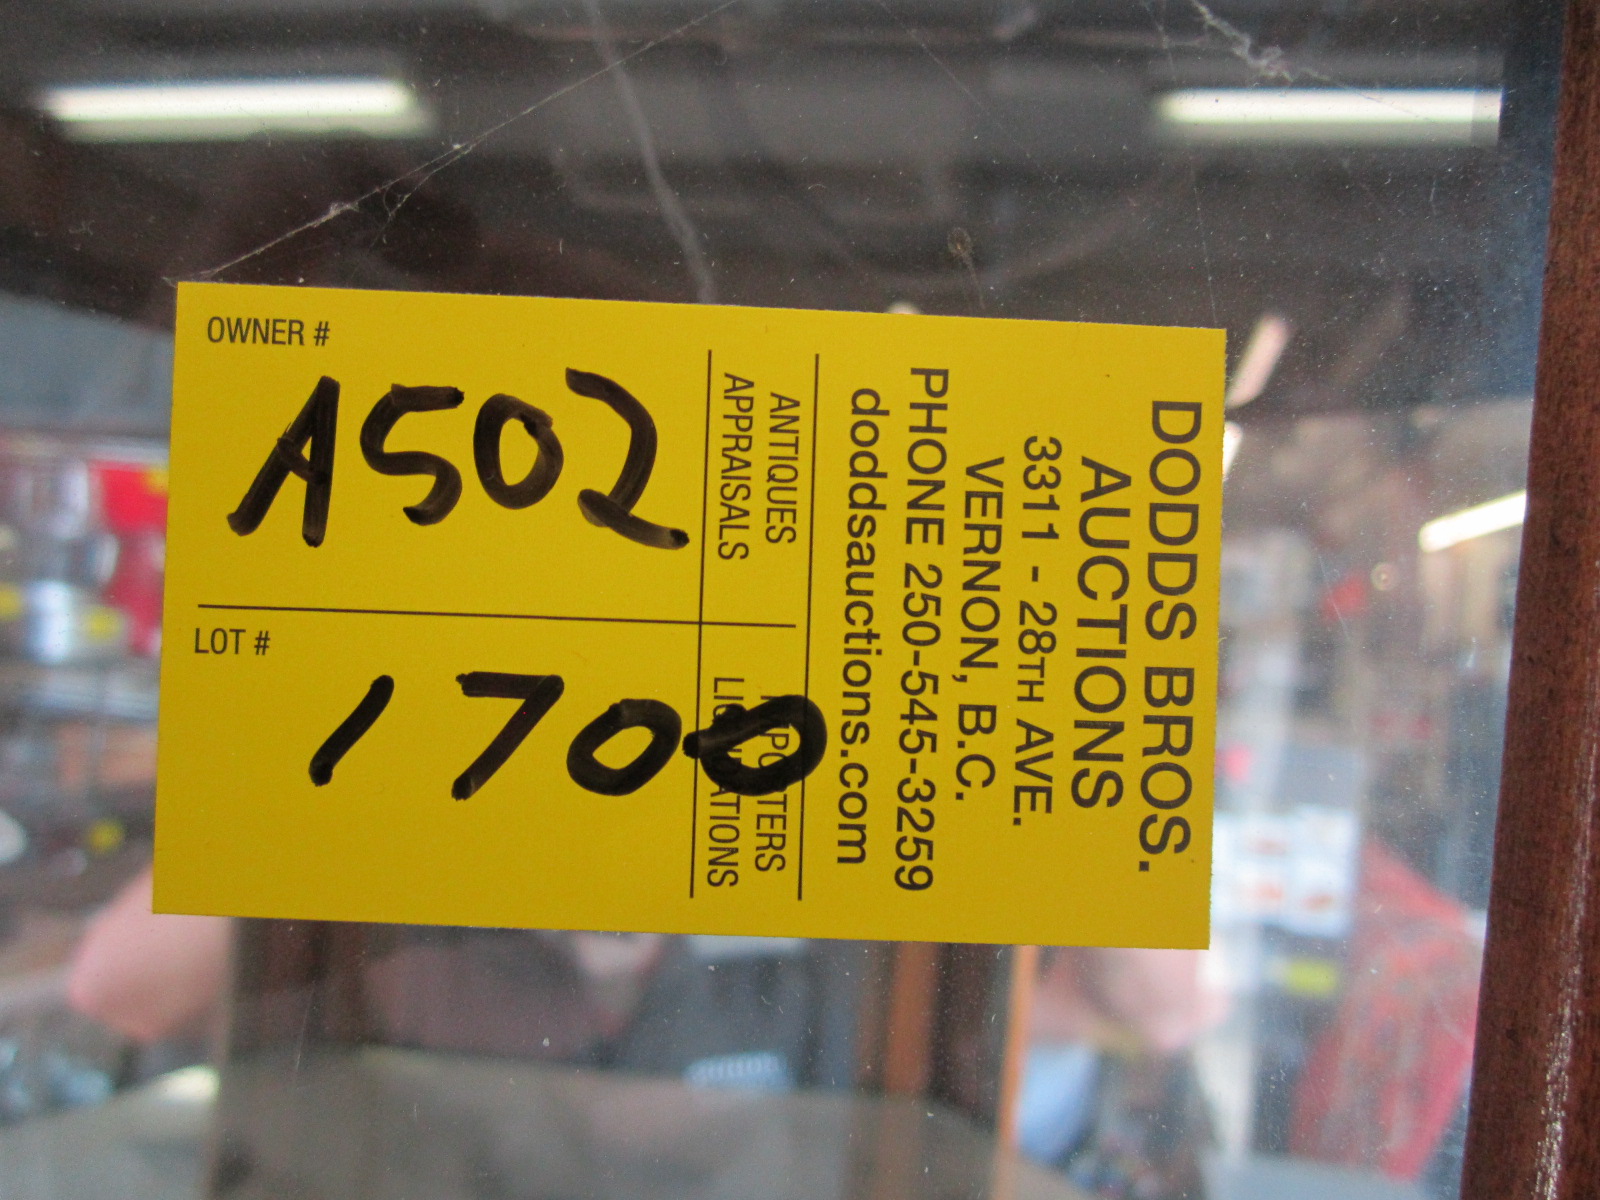 OWNER #
A502
LOT #
1700
DODDS BROS.
AUCTIONS
3311 - 28TH AVE.
VERNON, B.C.
PHONE 250-545-3259
doddsauctions.com
ANTIQUES
APPRAISALS